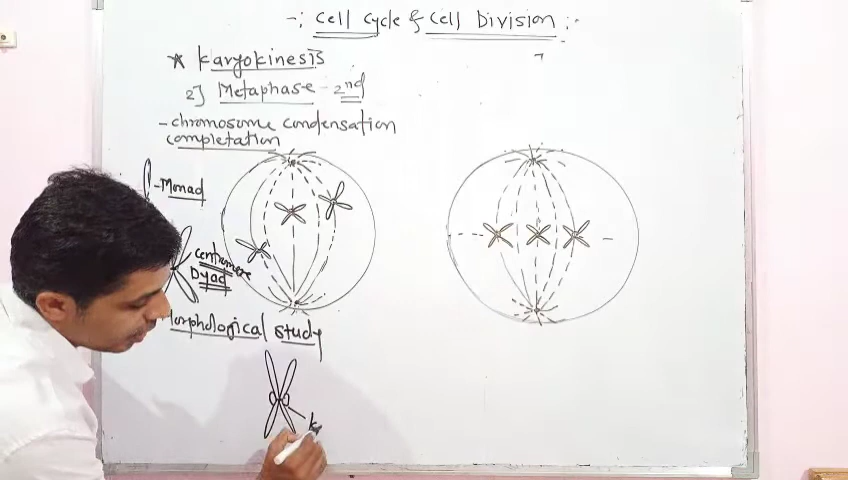 -: Cell Cycle & Cell Division :-
* Karyokinesis
2] Metaphase - 2nd
- chromosome condensation
completation
- Monad
centromere
Dyad
Morphological study
K